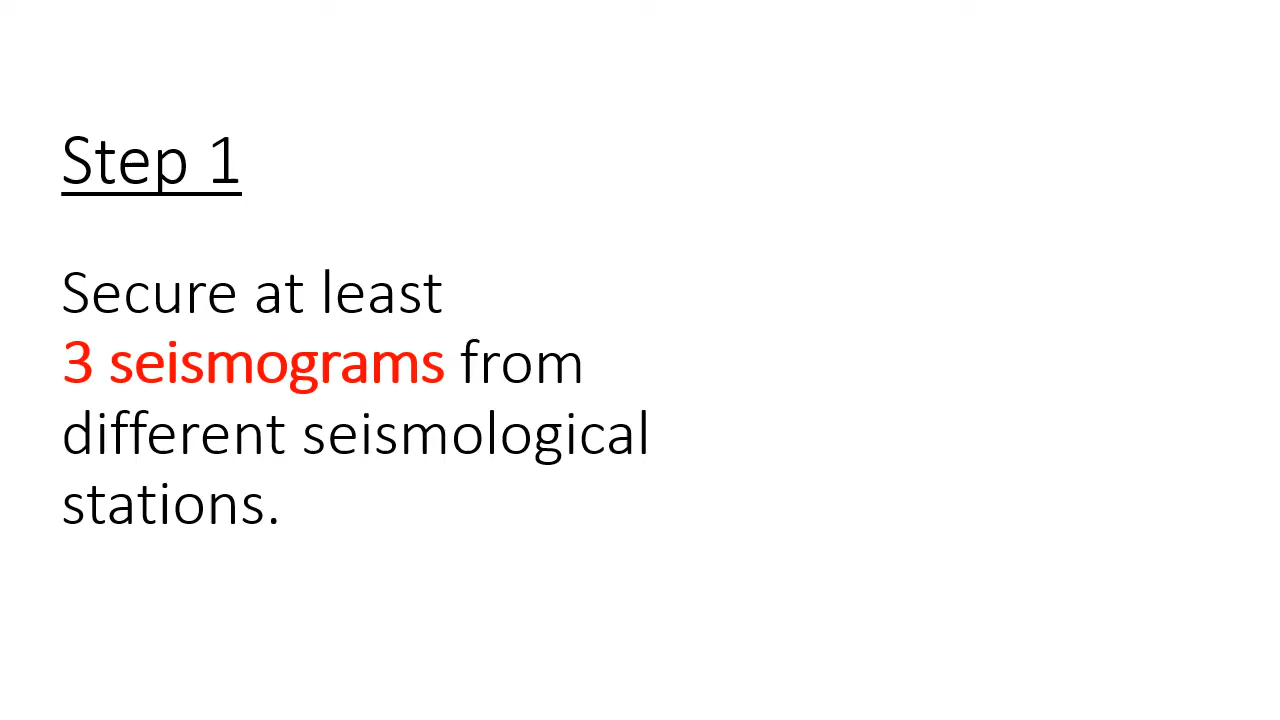 Step 1
Secure at least
3 seismograms from
different seismological
stations.